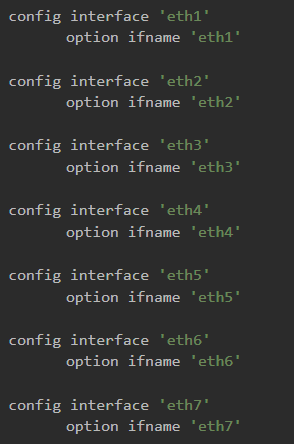 config interface 'eth1'
option ifname 'eth1'
config interface 'eth2'
option ifname 'eth2'
config interface 'eth3'
option ifname 'eth3'
config interface 'eth4'
option ifname 'eth4'
config interface 'eth5'
option ifname 'eth5'
config interface 'eth6'
option ifname 'eth6'
config interface 'eth7'
option ifname 'eth7'